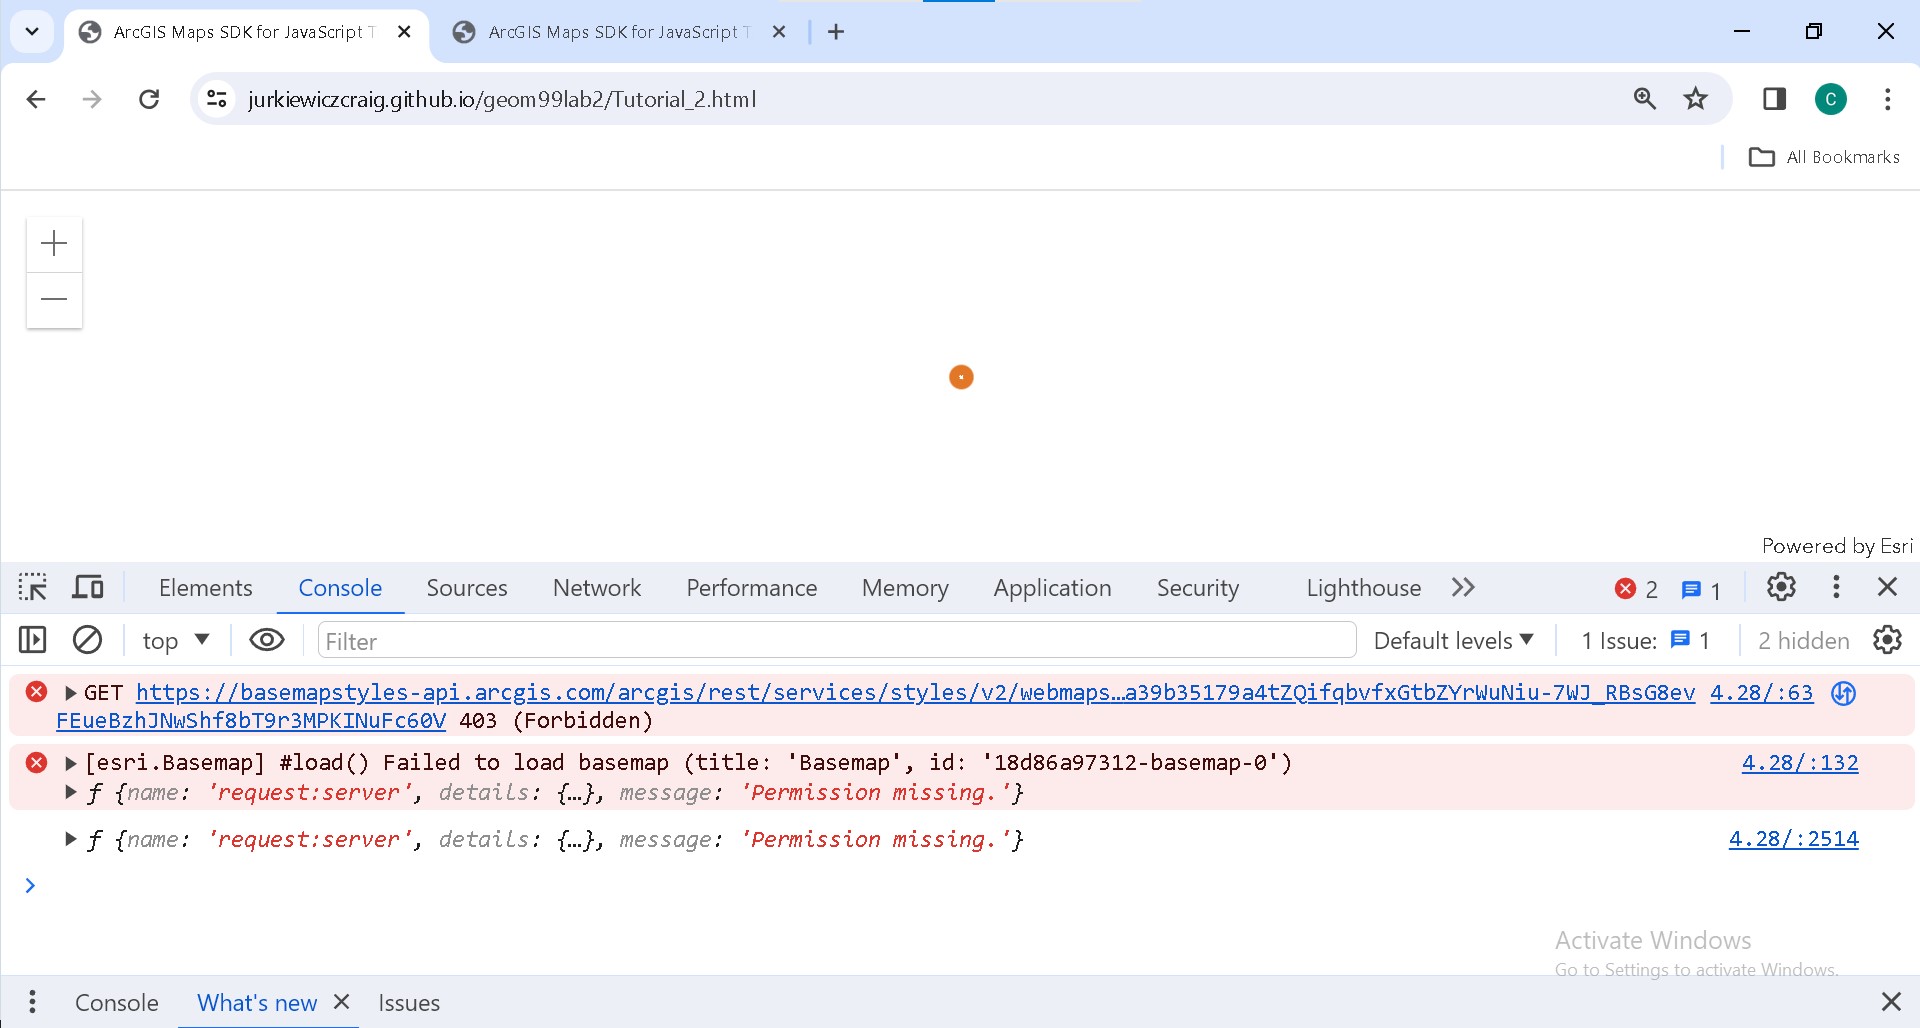 ArcGIS Maps SDK for JavaScript T
ArcGIS Maps SDK for JavaScript T
jurkiewiczcraig.github.io/geom99lab2/Tutorial_2.html
C
All Bookmarks
Powered by Esri
Elements Console Sources Network Performance Memory Application Security Lighthouse 2 1
top Filter Default levels 1 Issue: 1 2 hidden
GET https://basemapstyles-api.arcgis.com/arcgis/rest/services/styles/v2/webmaps…a39b35179a4tZQifqbvfxGtbZYrWuNiu-7WJ_RBsG8ev 4.28/:63
FEueBzhJNwShf8bT9r3MPKINuFc60V 403 (Forbidden)
[esri.Basemap] #load() Failed to load basemap (title: 'Basemap', id: '18d86a97312-basemap-0') 4.28/:132
ƒ {name: 'request:server', details: {…}, message: 'Permission missing.'}
ƒ {name: 'request:server', details: {…}, message: 'Permission missing.'} 4.28/:2514
Activate Windows
Go to Settings to activate Windows.
Console What's new Issues